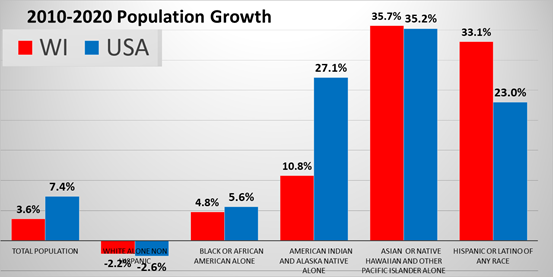 2010-2020 Population Growth
WI USA
3.6%
7.4%
-2.2%
-2.6%
4.8%
5.6%
10.8%
27.1%
35.7%
35.2%
33.1%
23.0%
TOTAL POPULATION
WHITE ALONE NON
HISPANIC
BLACK OR AFRICAN
AMERICAN ALONE
AMERICAN INDIAN
AND ALASKA NATIVE
ALONE
ASIAN OR NATIVE
HAWAIIAN AND OTHER
PACIFIC ISLANDER ALONE
HISPANIC OR LATINO OF
ANY RACE